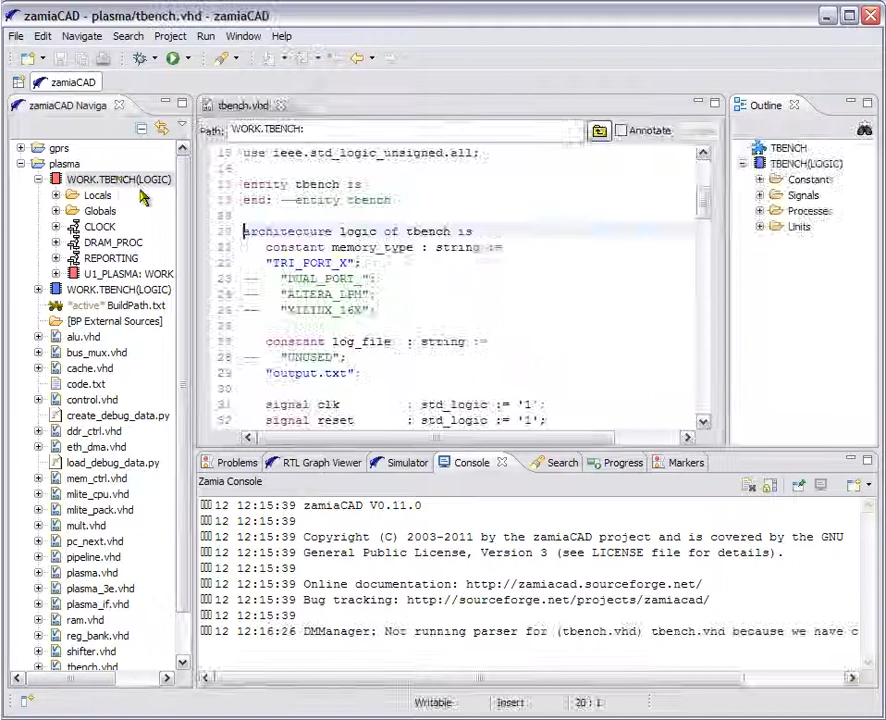 zamiaCAD - plasma/tbench.vhd - zamiaCAD
File Edit Navigate Search Project Run Window Help
zamiaCAD
zamiaCAD Naviga
gprs
plasma
WORK.TBENCH(LOGIC)
Locals
Globals
CLOCK
DRAM_PROC
REPORTING
U1_PLASMA: WORK
WORK.TBENCH(LOGIC)
*active* BuildPath.txt
[BP External Sources]
alu.vhd
bus_mux.vhd
cache.vhd
code.txt
control.vhd
create_debug_data.py
ddr_ctrl.vhd
eth_dma.vhd
load_debug_data.py
mem_ctrl.vhd
mlite_cpu.vhd
mlite_pack.vhd
mult.vhd
pc_next.vhd
pipeline.vhd
plasma.vhd
plasma_3e.vhd
plasma_if.vhd
ram.vhd
reg_bank.vhd
shifter.vhd
tbench.vhd
tbench.vhd
Path: WORK.TBENCH: Annotate
15 use ieee.std_logic_unsigned.all;
16
entity tbench is
end; --entity tbench
20 architecture logic of tbench is
constant memory_type : string :=
"TRI_PORT_X";
-- "DUAL_PORT_";
-- "ALTERA_LPM";
-- "XILINX_16X";
constant log_file : string :=
-- "UNUSED";
"output.txt";
30
31 signal clk : std_logic := '1';
32 signal reset : std_logic := '1';
Outline
TBENCH
TBENCH(LOGIC)
Constants
Signals
Processes
Units
Problems RTL Graph Viewer Simulator Console Search Progress Markers
Zamia Console
12 12:15:39 zamiaCAD V0.11.0
12 12:15:39
12 12:15:39 Copyright (C) 2003-2011 by the zamiaCAD project and is covered by the GNU
12 12:15:39 General Public License, Version 3 (see LICENSE file for details).
12 12:15:39
12 12:15:39 Online documentation: http://zamiacad.sourceforge.net/
12 12:15:39 Bug tracking: http://sourceforge.net/projects/zamiacad/
12 12:15:39
12 12:16:26 DMManager: Not running parser for (tbench.vhd) tbench.vhd because we have c
Writable Insert 20 : 1